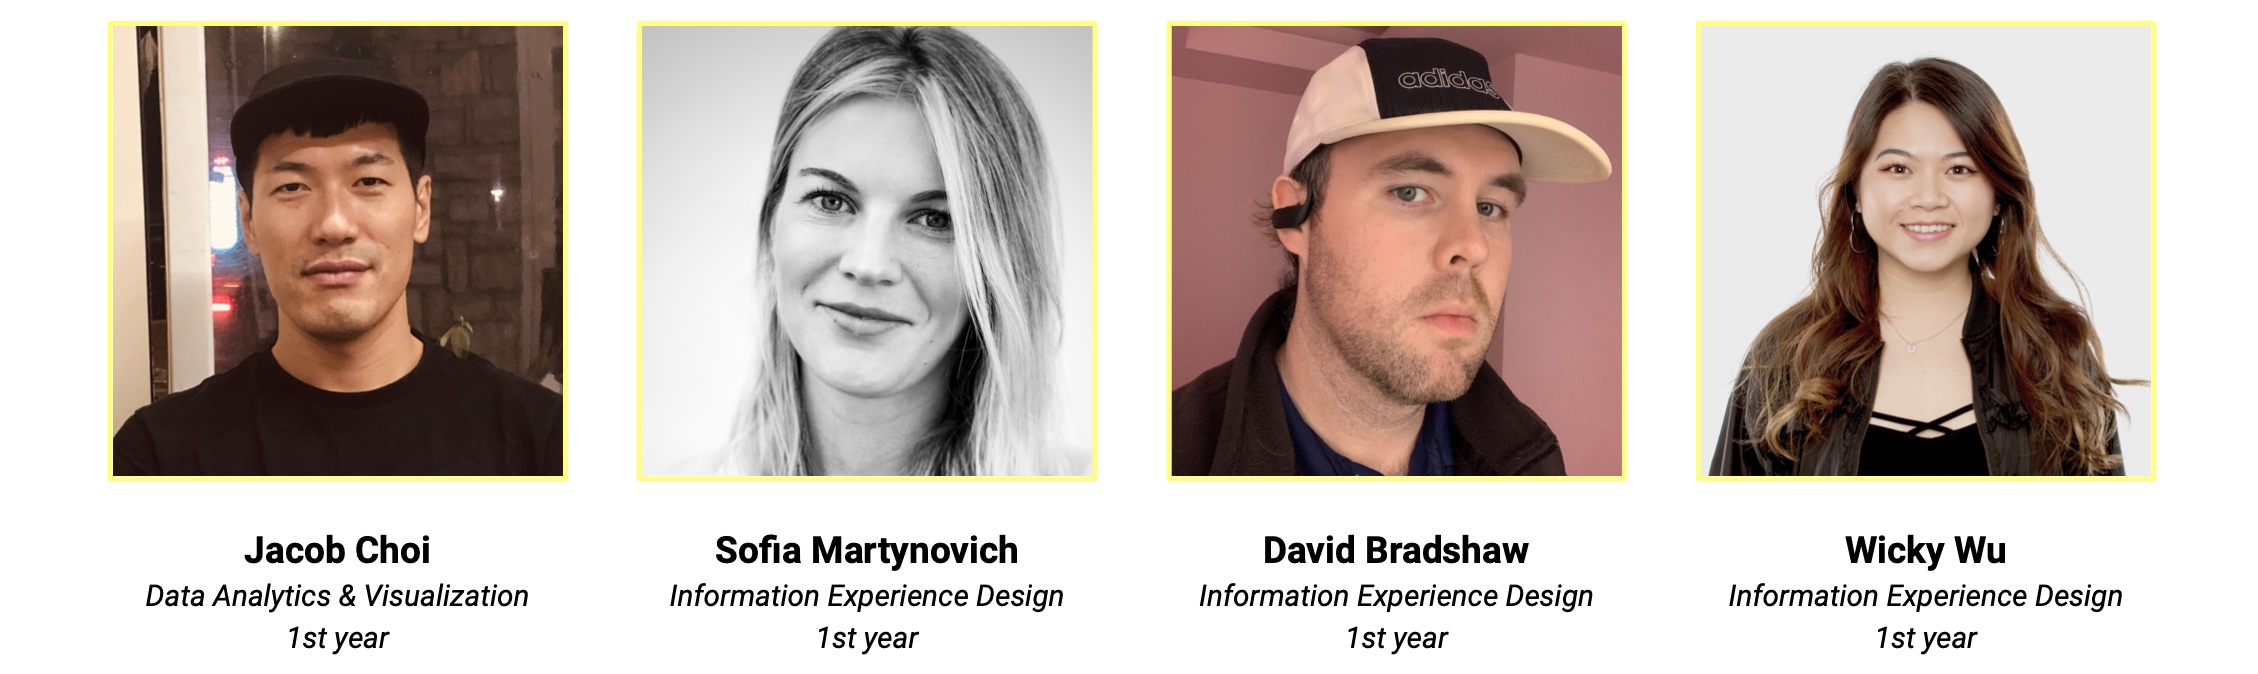 adidas
Jacob Choi
Data Analytics & Visualization
1st year
Sofia Martynovich
Information Experience Design
1st year
David Bradshaw
Information Experience Design
1st year
Wicky Wu
Information Experience Design
1st year